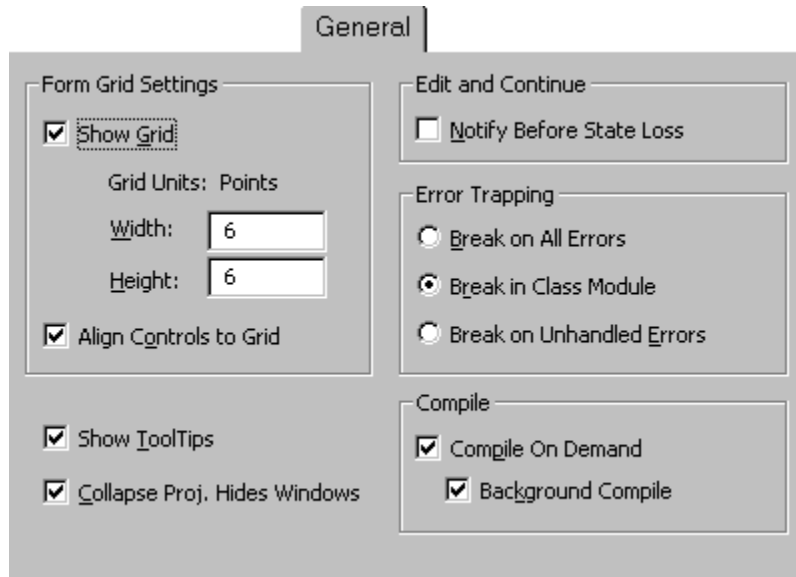 General
Form Grid Settings
Show Grid
Grid Units: Points
Width: 6
Height: 6
Align Controls to Grid
Show ToolTips
Collapse Proj. Hides Windows
Edit and Continue
Notify Before State Loss
Error Trapping
Break on All Errors
Break in Class Module
Break on Unhandled Errors
Compile
Compile On Demand
Background Compile